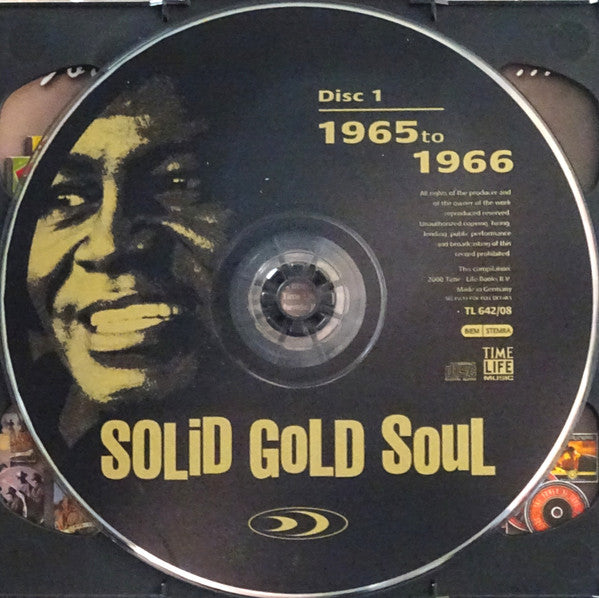 Disc 1
1965 to
1966
All rights of the producer and
of the owner of the work
reproduced reserved.
Unauthorized copying, hiring,
lending, public performance
and broadcasting of this
record prohibited.
This compilation
2000 Time-Life Books B.V.
Made in Germany
· TL 642/08
BIEM STEMRA
TIME
LIFE
MUSIC
SOLiD GoLD SouL